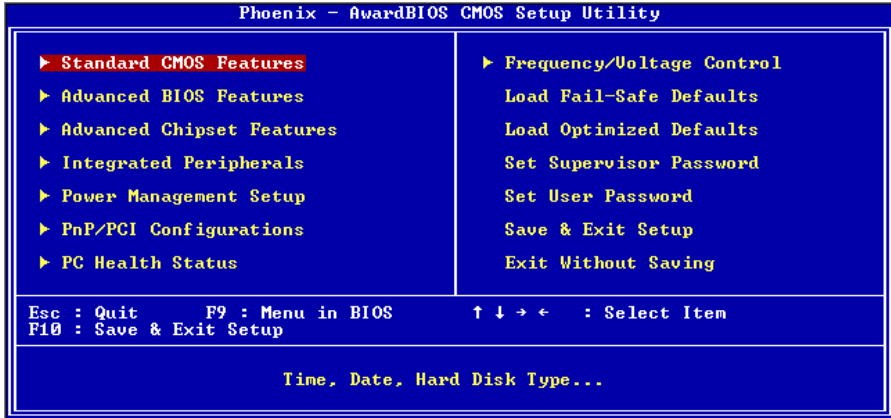 Phoenix - AwardBIOS CMOS Setup Utility
▶ Standard CMOS Features
▶ Advanced BIOS Features
▶ Advanced Chipset Features
▶ Integrated Peripherals
▶ Power Management Setup
▶ PnP/PCI Configurations
▶ PC Health Status
▶ Frequency/Voltage Control
Load Fail-Safe Defaults
Load Optimized Defaults
Set Supervisor Password
Set User Password
Save & Exit Setup
Exit Without Saving
Esc : Quit F9 : Menu in BIOS ↑ ↓ → ← : Select Item
F10 : Save & Exit Setup
Time, Date, Hard Disk Type...